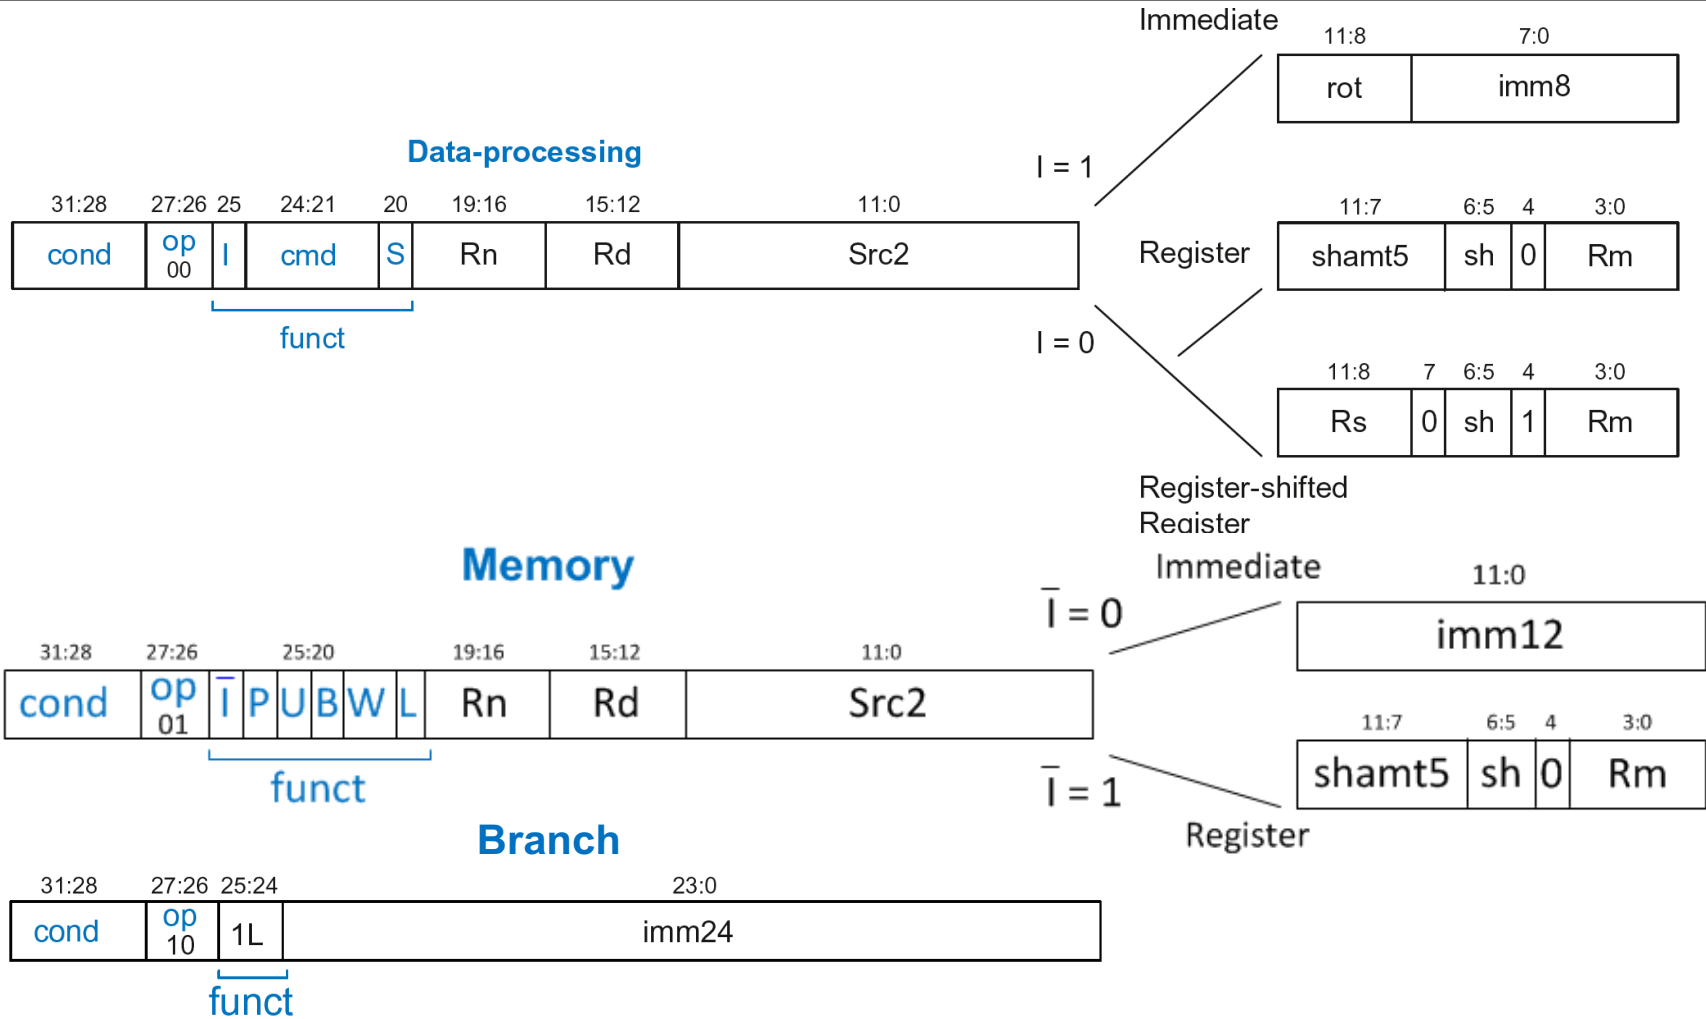 Immediate
11:8 7:0
rot imm8
Data-processing
I = 1
31:28 27:26 25 24:21 20 19:16 15:12 11:0
cond op 00 I cmd S Rn Rd Src2
funct
I = 0
Register
11:7 6:5 4 3:0
shamt5 sh 0 Rm
11:8 7 6:5 4 3:0
Rs 0 sh 1 Rm
Register-shifted
Register
Memory
I̅ = 0
Immediate
11:0
imm12
31:28 27:26 25:20 19:16 15:12 11:0
cond op 01 I̅ P U B W L Rn Rd Src2
funct
I̅ = 1
11:7 6:5 4 3:0
shamt5 sh 0 Rm
Register
Branch
31:28 27:26 25:24 23:0
cond op 10 1L imm24
funct